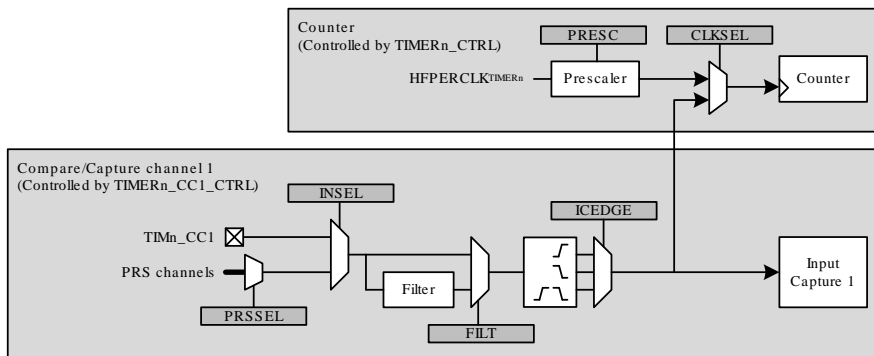 Counter
(Controlled by TIMERn_CTRL)
PRESC
CLKSEL
HFPERCLKTIMERn
Prescaler
Counter
Compare/Capture channel 1
(Controlled by TIMERn_CC1_CTRL)
INSEL
ICEDGE
TIMn_CC1
PRS channels
Filter
Input
Capture 1
PRSSEL
FILT